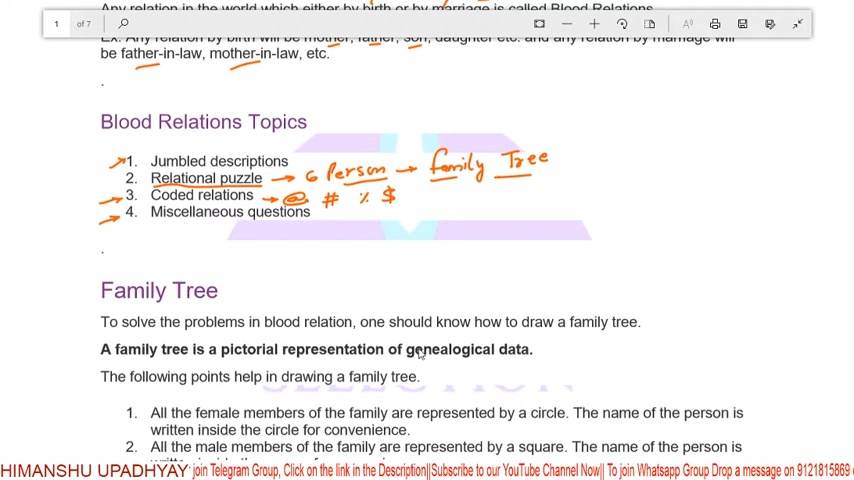 Any relation in the world which either by birth or by marriage is called Blood Relations.
1 of 7
Ex: Any relation by birth will be mother, father, son, daughter etc. and any relation by marriage will
be father-in-law, mother-in-law, etc.
.
Blood Relations Topics
1. Jumbled descriptions
2. Relational puzzle → 6 Person → family Tree
3. Coded relations → @ # % $
4. Miscellaneous questions
.
Family Tree
To solve the problems in blood relation, one should know how to draw a family tree.
A family tree is a pictorial representation of genealogical data.
The following points help in drawing a family tree.
SELECTION
1. All the female members of the family are represented by a circle. The name of the person is
written inside the circle for convenience.
2. All the male members of the family are represented by a square. The name of the person is
HIMANSHU UPADHYAY join Telegram Group, Click on the link in the Description||Subscribe to our YouTube Channel Now||To join Whatsapp Group Drop a message on 9121815869